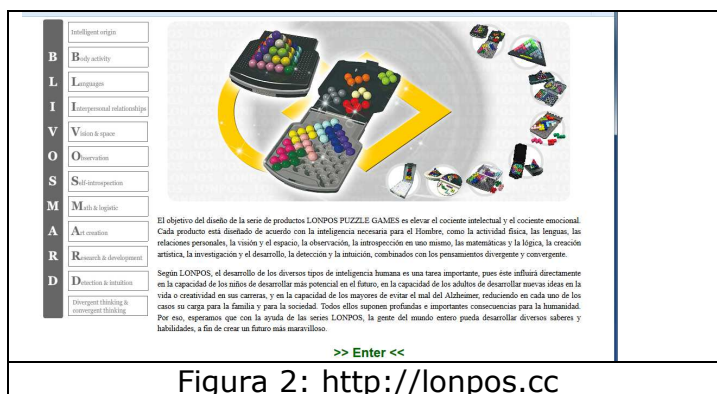 Intelligent origin
B Body activity
L Languages
I Interpersonal relationships
V Vision & space
O Observation
S Self-introspection
M Math & logistic
A Art creation
R Research & development
D Detection & intuition
Divergent thinking &
convergent thinking
El objetivo del diseño de la serie de productos LONPOS PUZZLE GAMES es elevar el cociente intelectual y el cociente emocional.
Cada producto está diseñado de acuerdo con la inteligencia necesaria para el Hombre, como la actividad física, las lenguas, las
relaciones personales, la visión y el espacio, la observación, la introspección en uno mismo, las matemáticas y la lógica, la creación
artística, la investigación y el desarrollo, la detección y la intuición, combinados con los pensamientos divergente y convergente.
Según LONPOS, el desarrollo de los diversos tipos de inteligencia humana es una tarea importante, pues éste influirá directamente
en la capacidad de los niños de desarrollar más potencial en el futuro, en la capacidad de los adultos de desarrollar nuevas ideas en la
vida o creatividad en sus carreras, y en la capacidad de los mayores de evitar el mal del Alzheimer, reduciendo en cada uno de los
casos su carga para la familia y para la sociedad. Todos ellos suponen profundas e importantes consecuencias para la humanidad.
Por eso, esperamos que con la ayuda de las series LONPOS, la gente del mundo entero pueda desarrollar diversos saberes y
habilidades, a fin de crear un futuro más maravilloso.
>> Enter <<
Figura 2: http://lonpos.cc